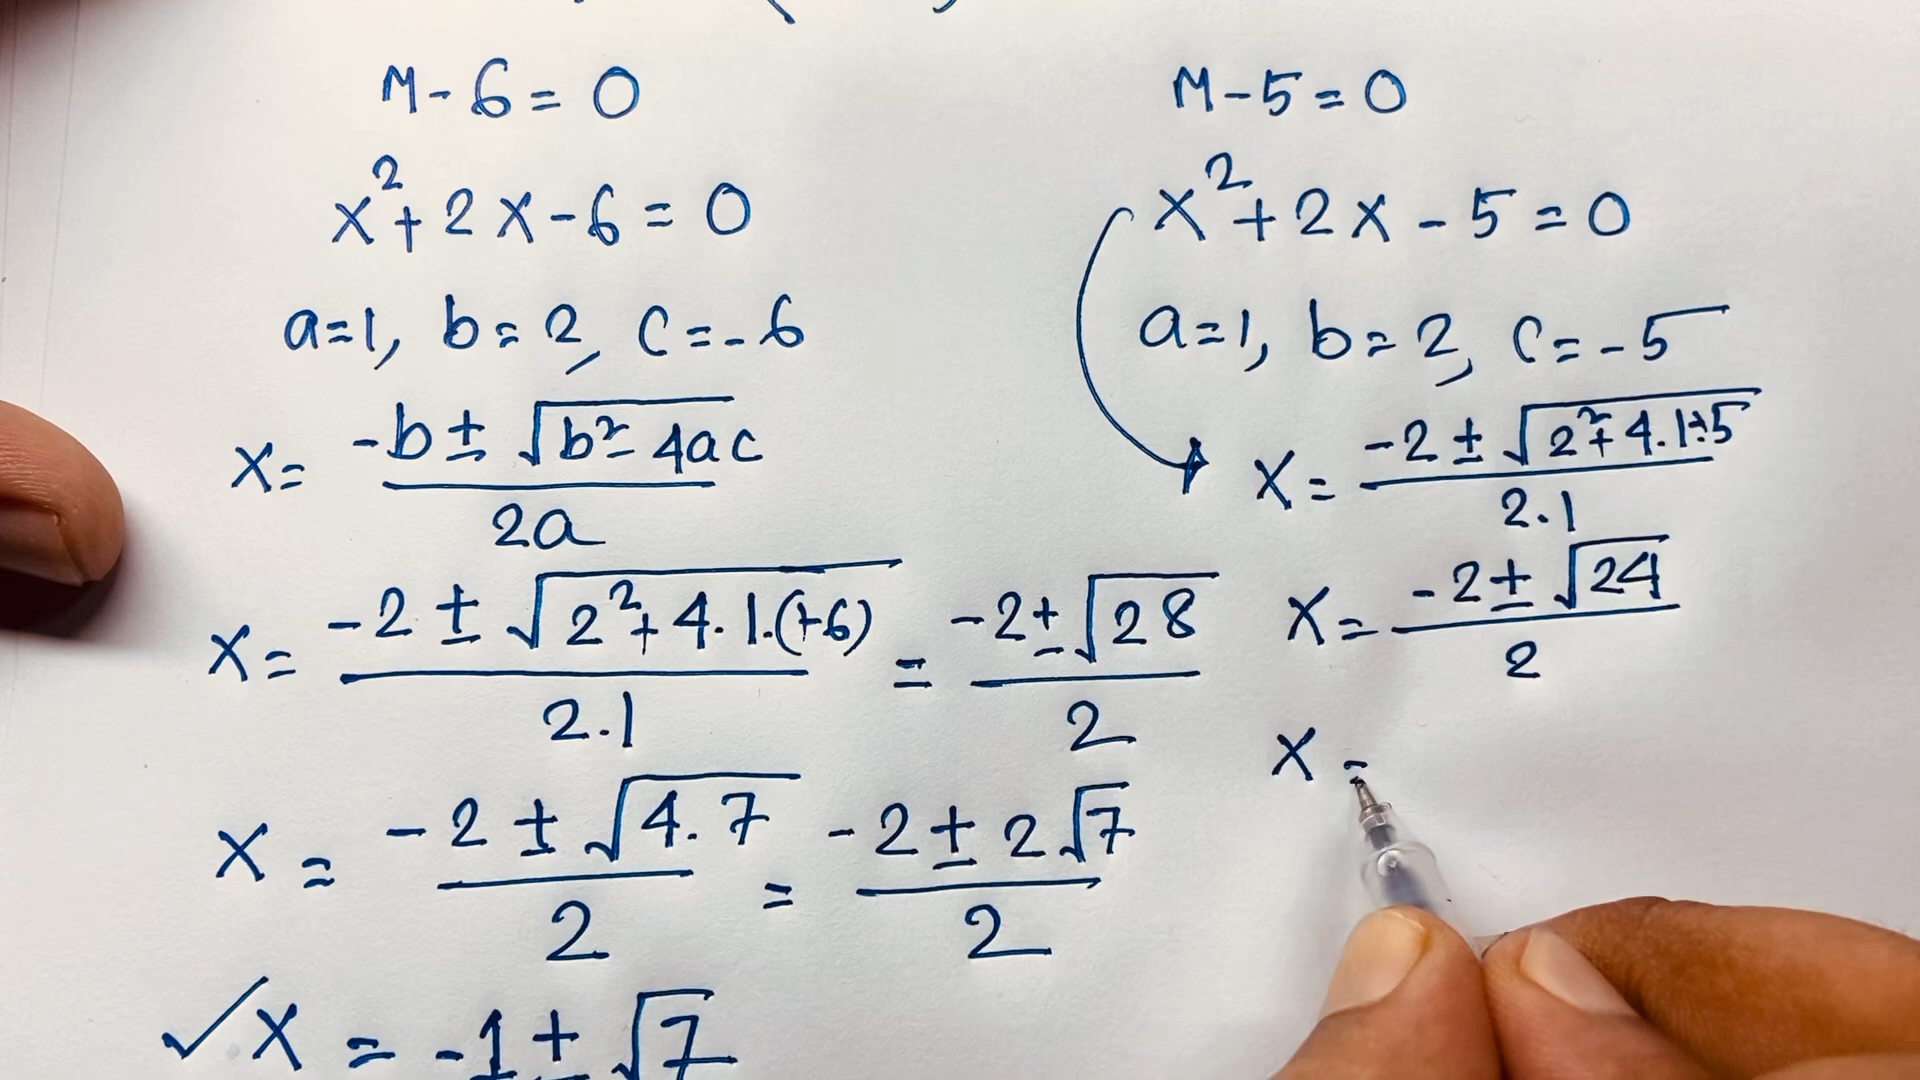 M - 6 = 0
x² + 2x - 6 = 0
a=1, b=2, c=-6
x = (-b ± √(b² - 4ac)) / 2a
x = (-2 ± √(2² + 4.1.(+6))) / 2.1 = (-2 ± √28) / 2
x = (-2 ± √(4.7)) / 2 = (-2 ± 2√7) / 2
✓ x = -1 ± √7
M - 5 = 0
x² + 2x - 5 = 0
a=1, b=2, c=-5
x = (-2 ± √(2² + 4.1.5)) / 2.1
x = (-2 ± √24) / 2
x =